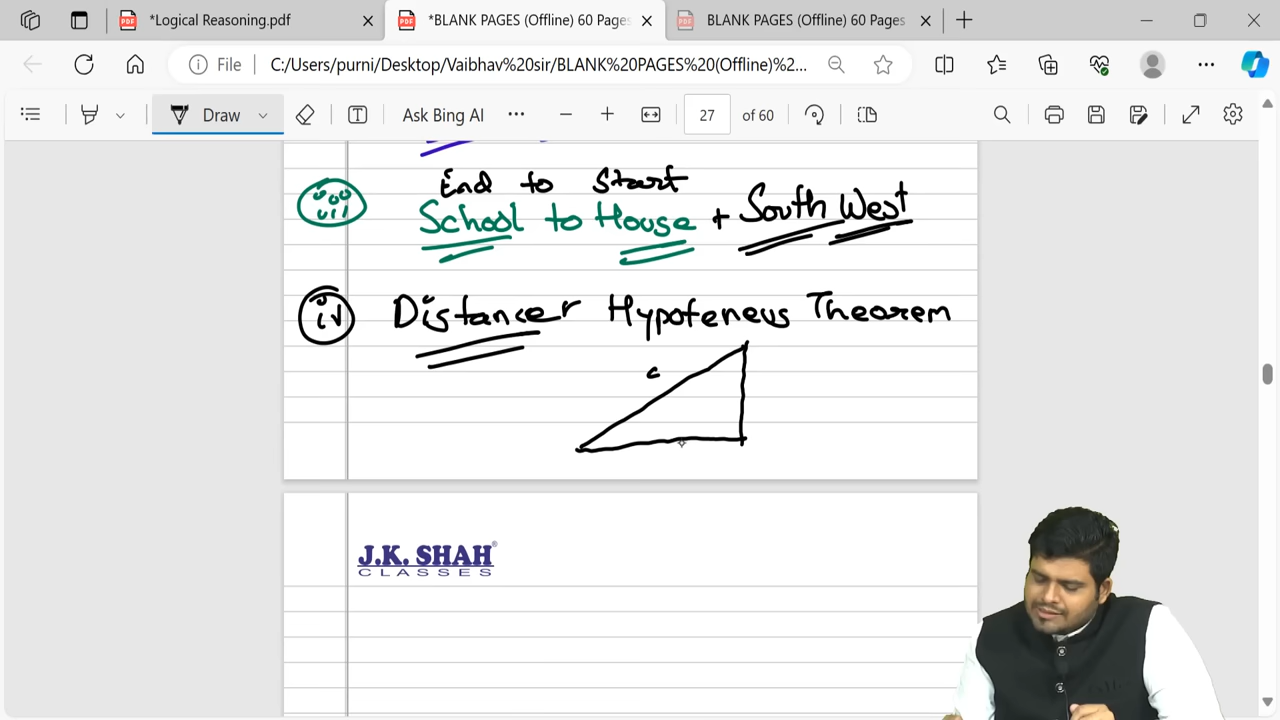 *Logical Reasoning.pdf
*BLANK PAGES (Offline) 60 Pages
BLANK PAGES (Offline) 60 Pages
File
C:/Users/purni/Desktop/Vaibhav%20sir/BLANK%20PAGES%20(Offline)%2...
Draw
Ask Bing AI
27 of 60
End to Start
School to House + South West
iv Distance Hypoteneus Theorem
c
J.K. SHAH®
CLASSES